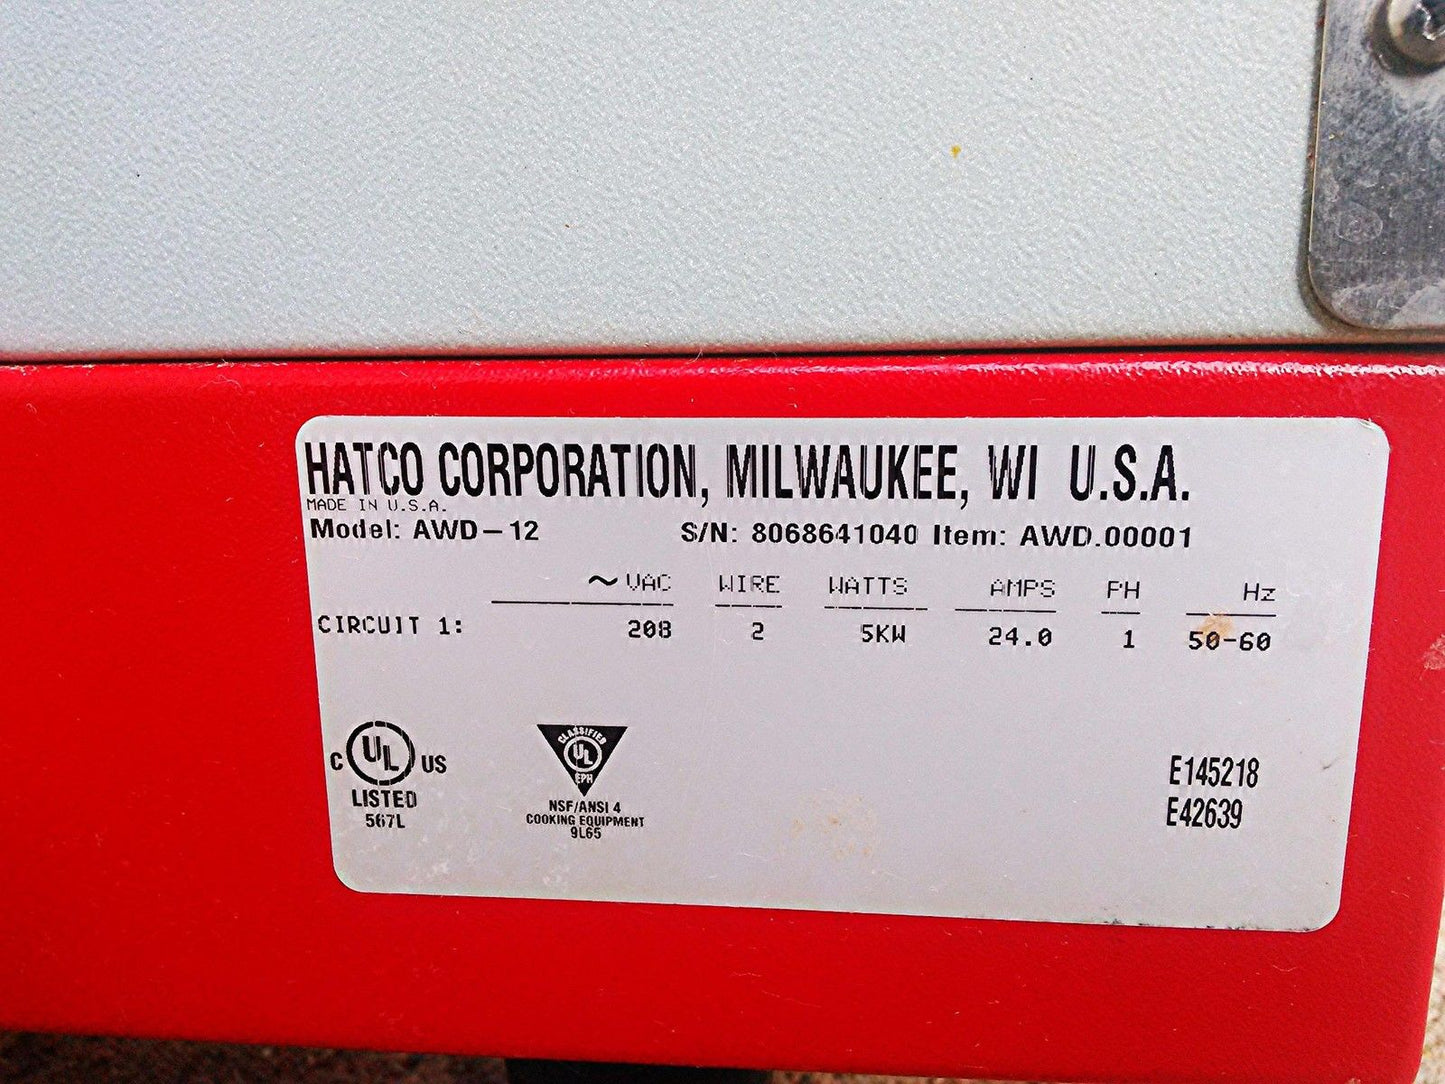 HATCO CORPORATION, MILWAUKEE, WI U.S.A.
MADE IN U.S.A.
Model: AWD-12 S/N: 8068641040 Item: AWD.00001
~VAC WIRE WATTS AMPS PH Hz
CIRCUIT 1: 208 2 5KW 24.0 1 50-60
C UL US
LISTED
567L
CLASSIFIED
UL
EPH
NSF/ANSI 4
COOKING EQUIPMENT
9L65
E145218
E42639